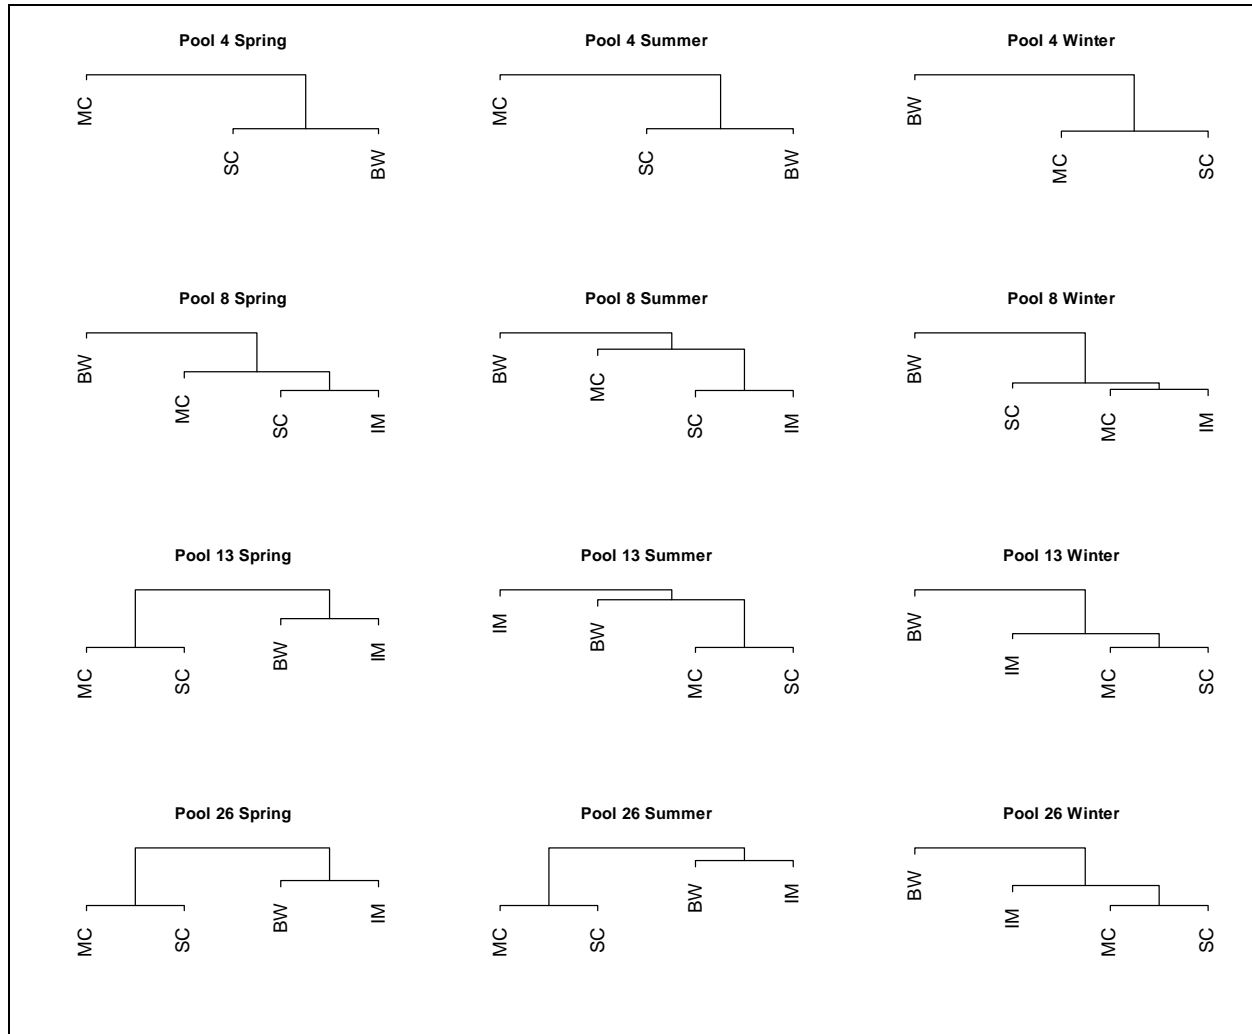 Pool 4 Spring
MC
SC
BW
Pool 4 Summer
MC
SC
BW
Pool 4 Winter
BW
MC
SC
Pool 8 Spring
BW
MC
SC
IM
Pool 8 Summer
BW
MC
SC
IM
Pool 8 Winter
BW
SC
MC
IM
Pool 13 Spring
MC
SC
BW
IM
Pool 13 Summer
IM
BW
MC
SC
Pool 13 Winter
BW
IM
MC
SC
Pool 26 Spring
MC
SC
BW
IM
Pool 26 Summer
MC
SC
BW
IM
Pool 26 Winter
BW
IM
MC
SC